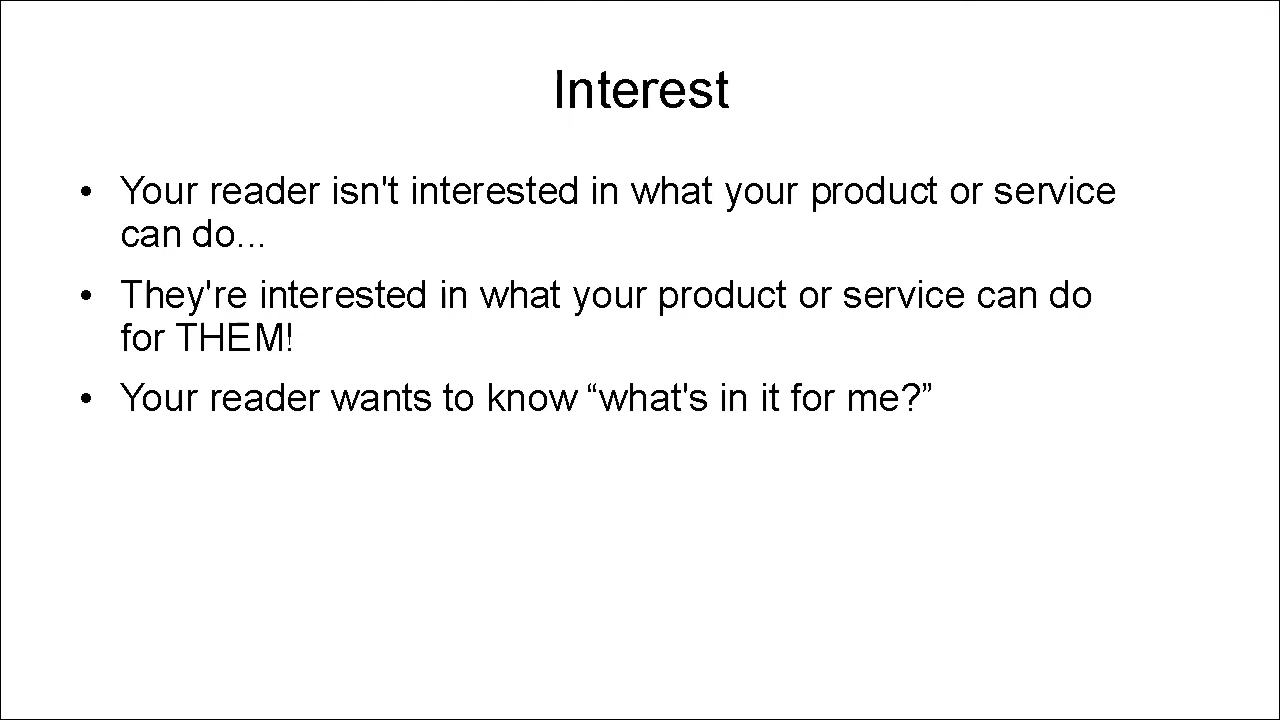 Interest
• Your reader isn't interested in what your product or service
can do...
• They're interested in what your product or service can do
for THEM!
• Your reader wants to know “what's in it for me?”